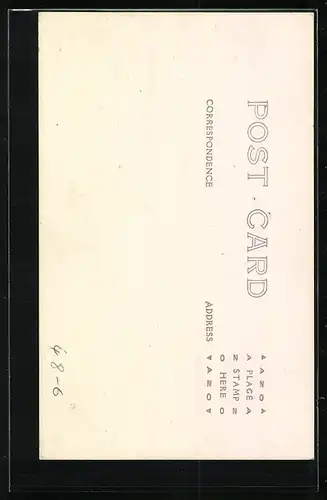 POST CARD
CORRESPONDENCE
ADDRESS
▲ A Z O ▲
A PLACE A
Z STAMP Z
O HERE O
▼ A Z O ▼
48-6